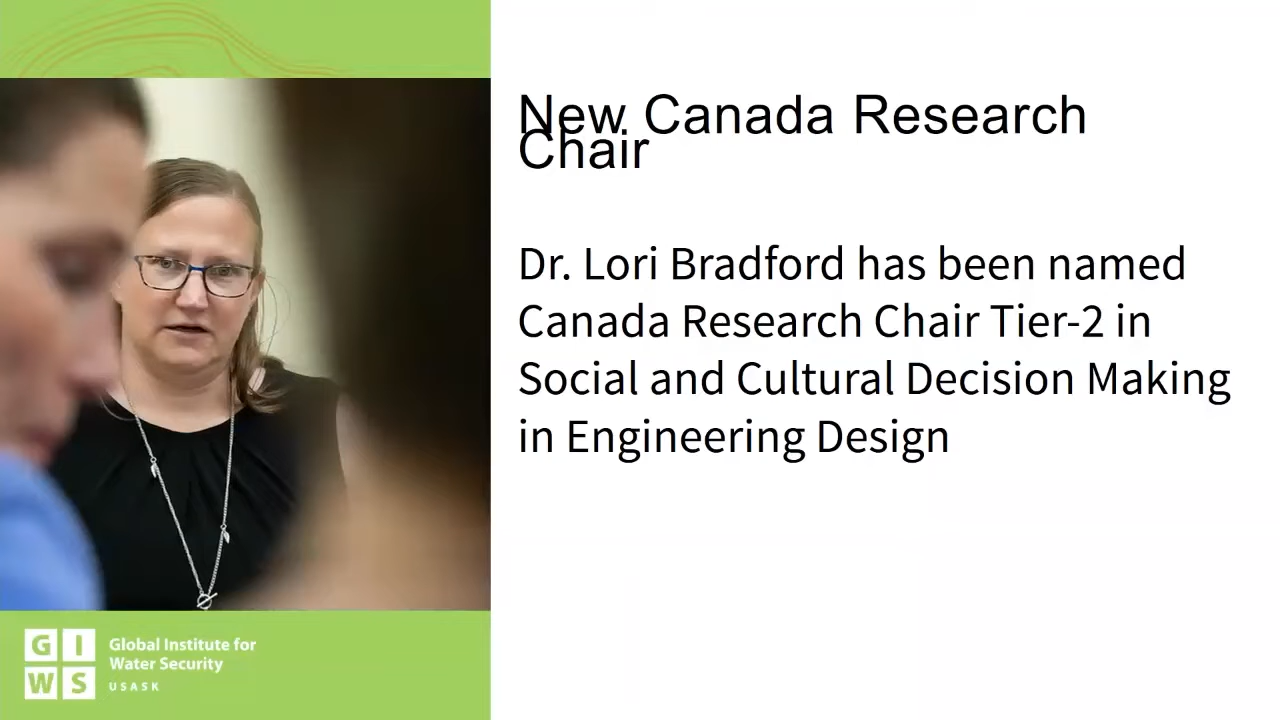 New Canada Research
Chair
Dr. Lori Bradford has been named
Canada Research Chair Tier-2 in
Social and Cultural Decision Making
in Engineering Design
G I
W S
Global Institute for
Water Security
USASK